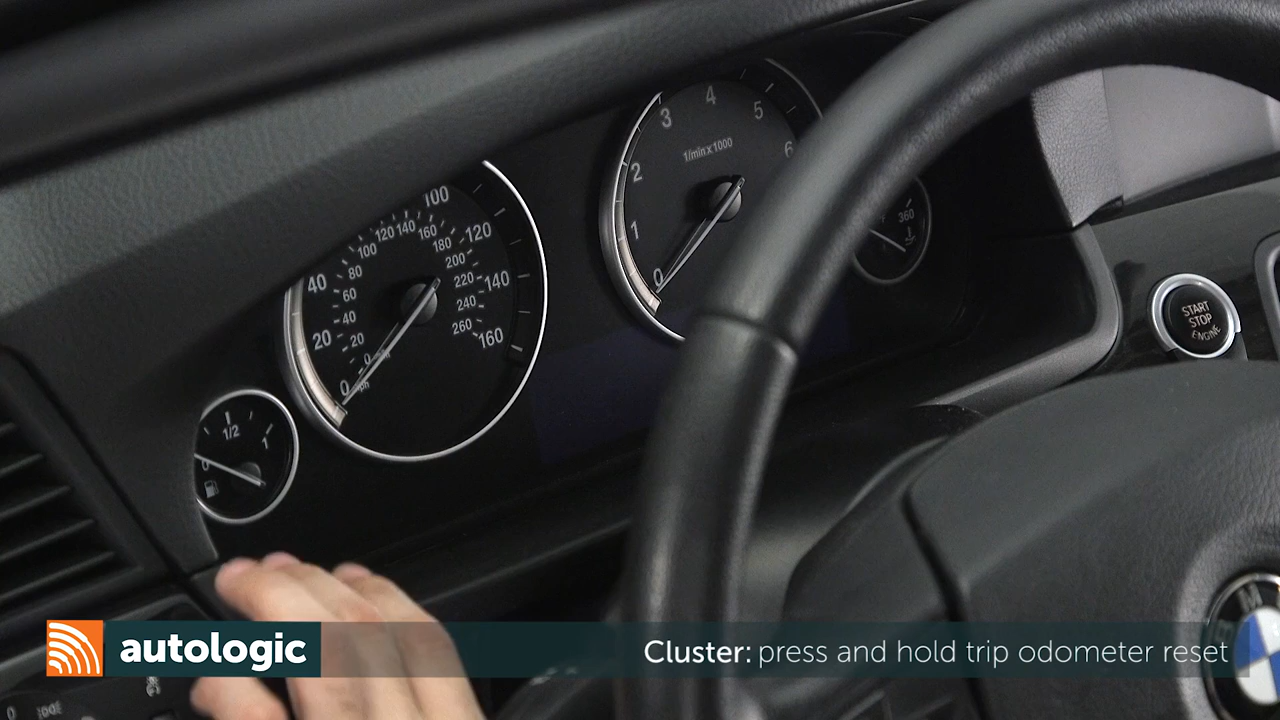 3 4 5
2 1/min x1000 6
1
0
100
120 140 160 120
100 180
40 80 200 140
60 220
40 240
20 20 260 160
0
0
1/2 1
0
360
START
STOP
ENGINE
autologic
Cluster: press and hold trip odometer reset